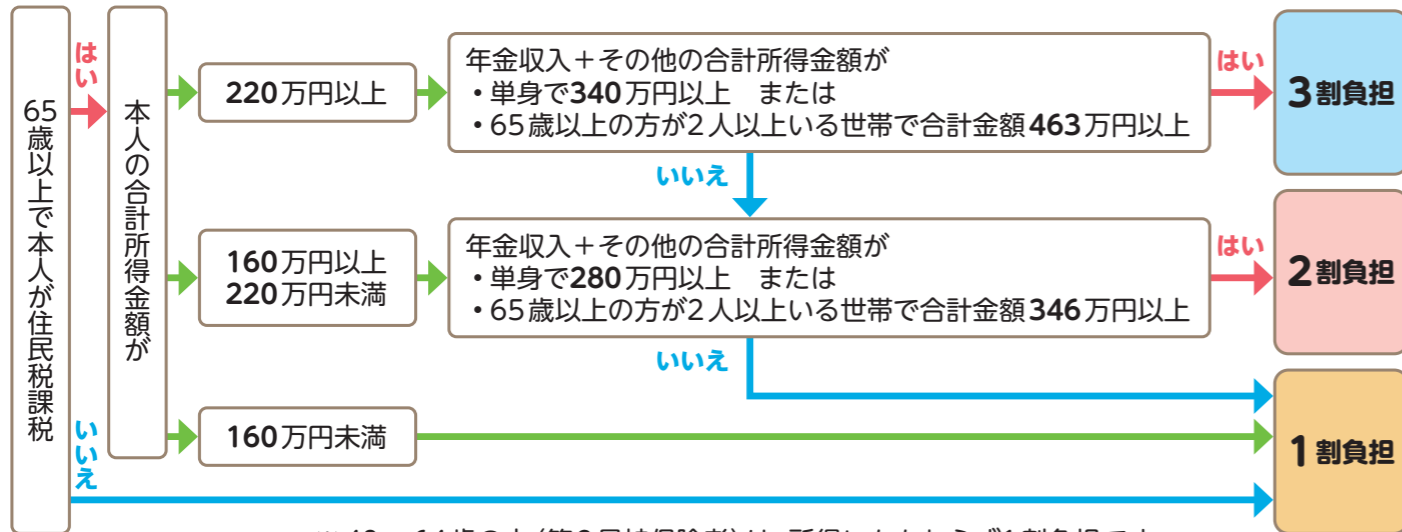 65歳以上で本人が住民税課税
はい
いいえ
本人の合計所得金額が
220万円以上
年金収入+その他の合計所得金額が
・単身で340万円以上 または
・65歳以上の方が2人以上いる世帯で合計金額463万円以上
はい
3割負担
いいえ
160万円以上
220万円未満
年金収入+その他の合計所得金額が
・単身で280万円以上 または
・65歳以上の方が2人以上いる世帯で合計金額346万円以上
はい
2割負担
いいえ
160万円未満
1割負担